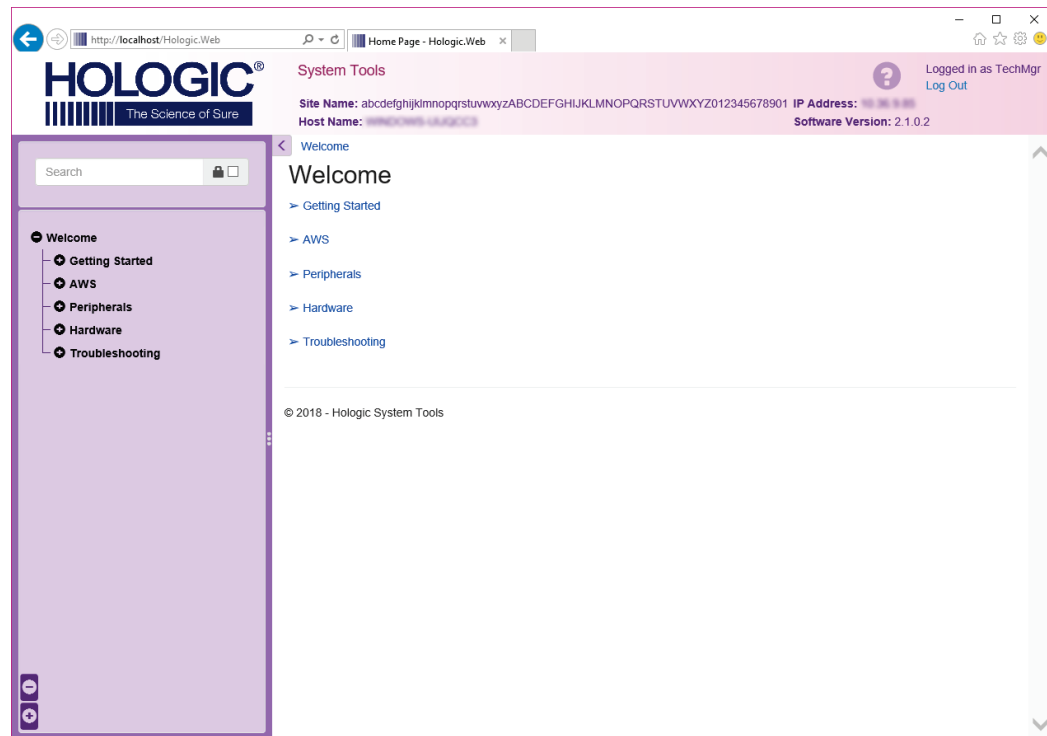 http://localhost/Hologic.Web
Home Page - Hologic.Web
HOLOGIC®
The Science of Sure
System Tools
Logged in as TechMgr
Log Out
Site Name: abcdefghijklmnopqrstuvwxyzABCDEFGHIJKLMNOPQRSTUVWXYZ012345678901 IP Address:
Host Name:
Software Version: 2.1.0.2
Search
Welcome
Getting Started
AWS
Peripherals
Hardware
Troubleshooting
Welcome
Welcome
➢ Getting Started
➢ AWS
➢ Peripherals
➢ Hardware
➢ Troubleshooting
© 2018 - Hologic System Tools